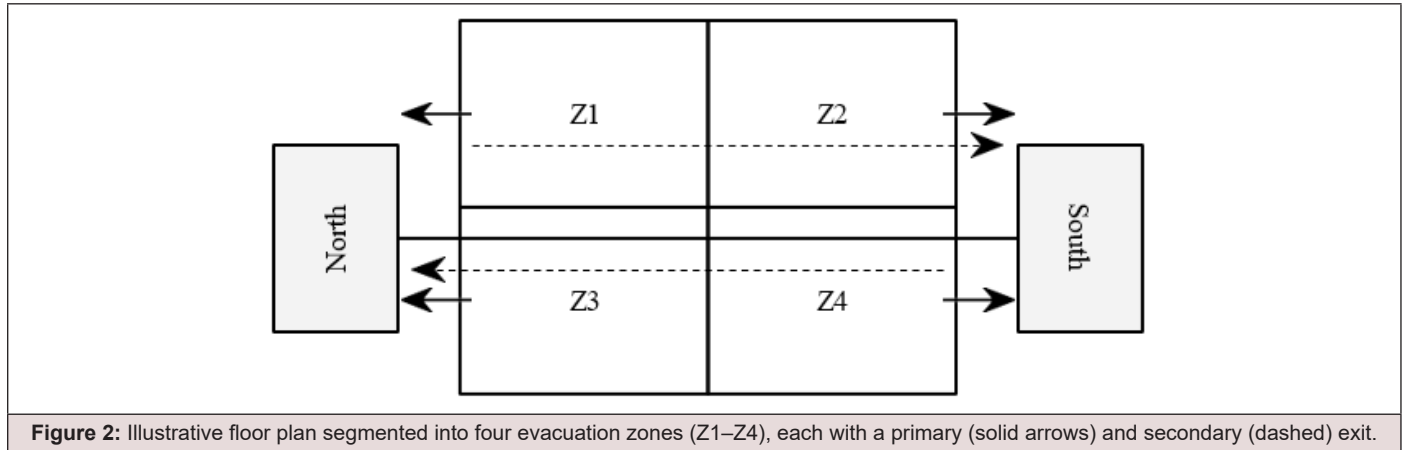 Z1
Z2
North
South
Z3
Z4
Figure 2: Illustrative floor plan segmented into four evacuation zones (Z1–Z4), each with a primary (solid arrows) and secondary (dashed) exit.